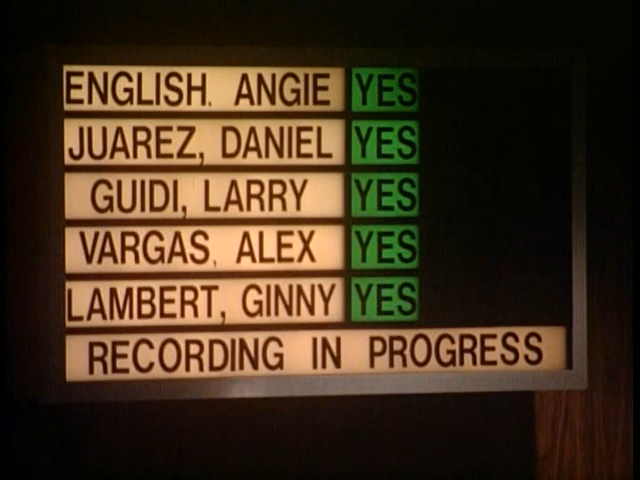 ENGLISH, ANGIE YES
JUAREZ, DANIEL YES
GUIDI, LARRY YES
VARGAS, ALEX YES
LAMBERT, GINNY YES
RECORDING IN PROGRESS